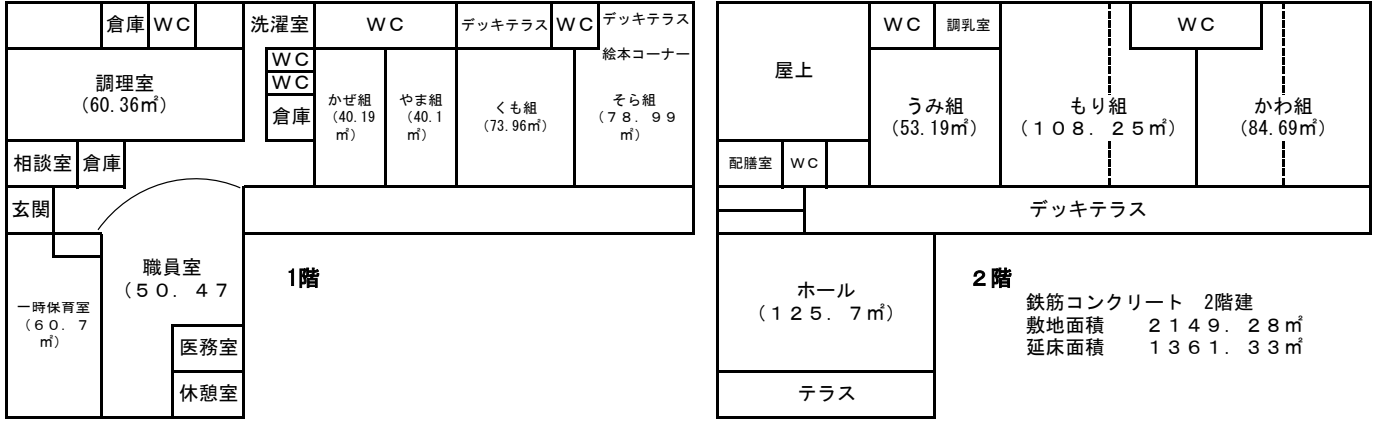 倉庫
ＷＣ
洗濯室
ＷＣ
デッキテラス
ＷＣ
デッキテラス
絵本コーナー
調理室
（60.36㎡）
ＷＣ
ＷＣ
倉庫
かぜ組
（40.19
㎡）
やま組
（40.1
㎡）
くも組
（73.96㎡）
そら組
（７８．９９
㎡）
相談室
倉庫
玄関
職員室
（５０．４７
一時保育室
（６０．７
㎡）
医務室
休憩室
1階
屋上
ＷＣ
調乳室
ＷＣ
うみ組
（53.19㎡）
もり組
（１０８．２５㎡）
かわ組
（84.69㎡）
配膳室
ＷＣ
デッキテラス
ホール
（１２５．７㎡）
テラス
２階
鉄筋コンクリート　2階建
敷地面積　　２１４９．２８㎡
延床面積　　１３６１．３３㎡